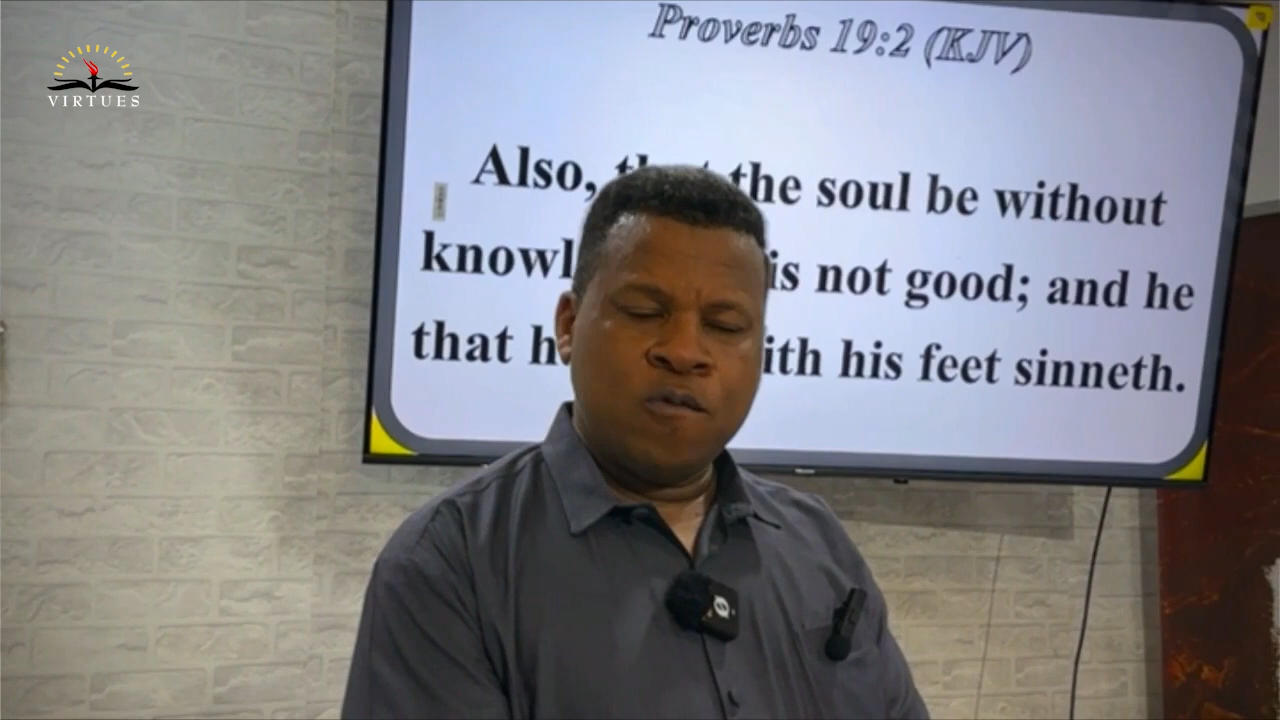 VIRTUES
Proverbs 19:2 (KJV)
Also, the soul be without
is not good; and he
that his feet sinneth.